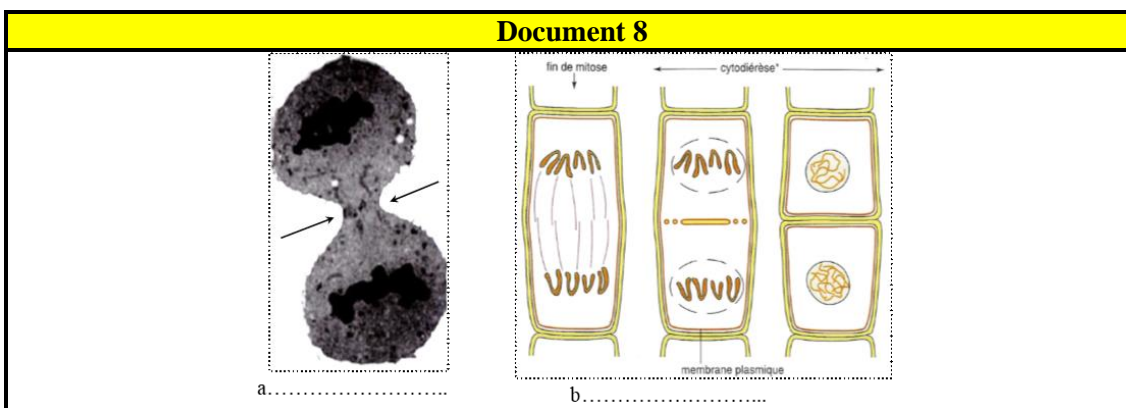 Document 8
fin de mitose
cytodiérèse*
membrane plasmique
a……………………..
b……………………...